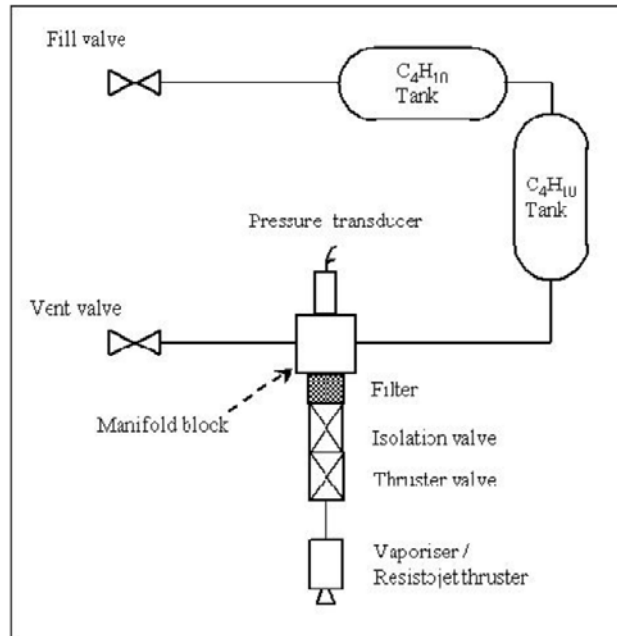 Fill valve
C₄H₁₀
Tank
C₄H₁₀
Tank
Pressure transducer
Vent valve
Filter
Manifold block
Isolation valve
Thruster valve
Vaporiser /
Resistojet thruster